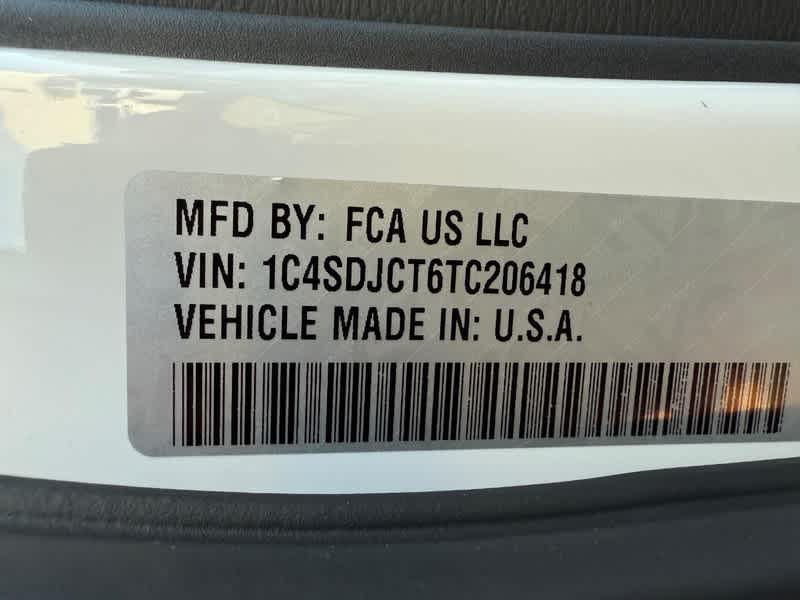 MFD BY: FCA US LLC
VIN: 1C4SDJCT6TC206418
VEHICLE MADE IN: U.S.A.